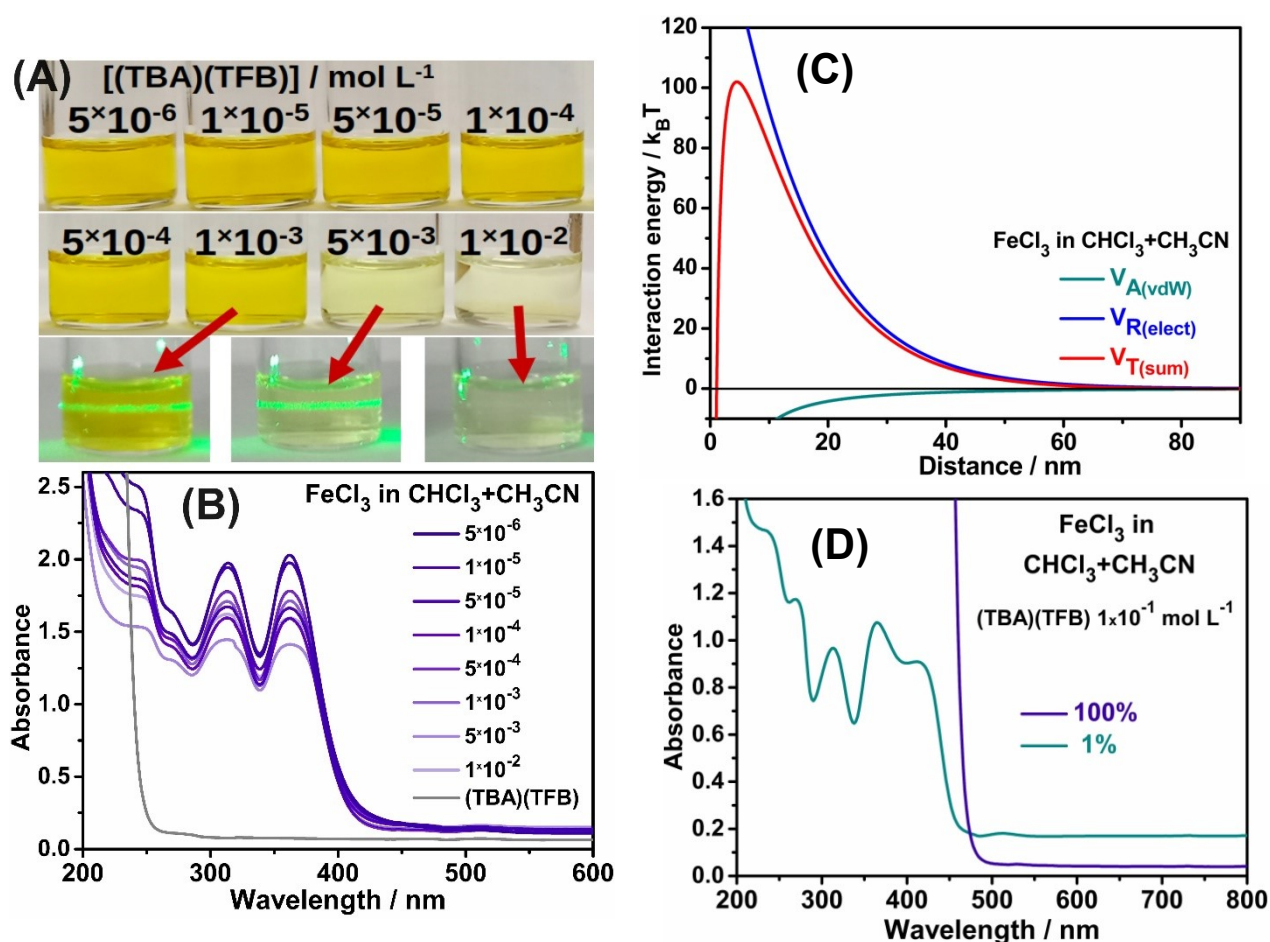 (A)
[(TBA)(TFB)] / mol L-1
5×10-6 1×10-5 5×10-5 1×10-4
5×10-4 1×10-3 5×10-3 1×10-2
(B)
FeCl3 in CHCl3+CH3CN
5×10-6
1×10-5
5×10-5
1×10-4
5×10-4
1×10-3
5×10-3
1×10-2
(TBA)(TFB)
Absorbance
2.5
2.0
1.5
1.0
0.5
0.0
200 300 400 500 600
Wavelength / nm
(C)
Interaction energy / kBT
120
100
80
60
40
20
0
FeCl3 in CHCl3+CH3CN
VA(vdW)
VR(elect)
VT(sum)
0 20 40 60 80
Distance / nm
(D)
FeCl3 in
CHCl3+CH3CN
(TBA)(TFB) 1x10-1 mol L-1
100%
1%
Absorbance
1.6
1.4
1.2
1.0
0.8
0.6
0.4
0.2
0.0
200 300 400 500 600 700 800
Wavelength / nm